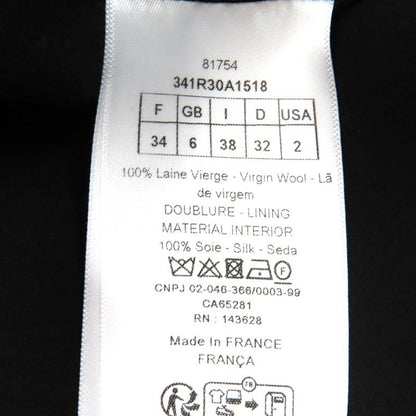 81754
341R30A1518
F GB I D USA
34 6 38 32 2
100% Laine Vierge - Virgin Wool - Lã
de virgem
DOUBLURE - LINING
MATERIAL INTERIOR
100% Soie - Silk - Seda
F
CNPJ 02-046-366/0003-99
CA65281
RN : 143628
Made In FRANCE
FRANÇA
FR